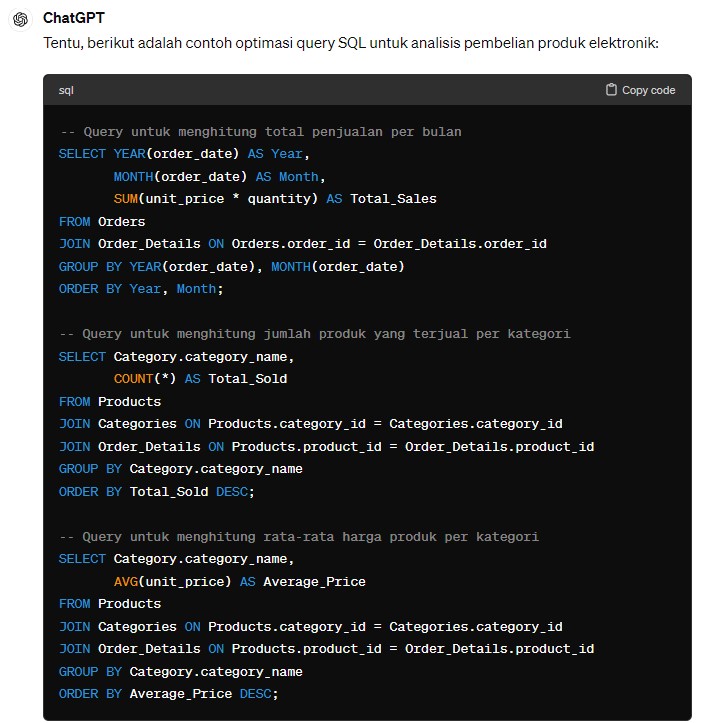 ChatGPT
Tentu, berikut adalah contoh optimasi query SQL untuk analisis pembelian produk elektronik:
sql
Copy code
-- Query untuk menghitung total penjualan per bulan
SELECT YEAR(order_date) AS Year,
MONTH(order_date) AS Month,
SUM(unit_price * quantity) AS Total_Sales
FROM Orders
JOIN Order_Details ON Orders.order_id = Order_Details.order_id
GROUP BY YEAR(order_date), MONTH(order_date)
ORDER BY Year, Month;
-- Query untuk menghitung jumlah produk yang terjual per kategori
SELECT Category.category_name,
COUNT(*) AS Total_Sold
FROM Products
JOIN Categories ON Products.category_id = Categories.category_id
JOIN Order_Details ON Products.product_id = Order_Details.product_id
GROUP BY Category.category_name
ORDER BY Total_Sold DESC;
-- Query untuk menghitung rata-rata harga produk per kategori
SELECT Category.category_name,
AVG(unit_price) AS Average_Price
FROM Products
JOIN Categories ON Products.category_id = Categories.category_id
JOIN Order_Details ON Products.product_id = Order_Details.product_id
GROUP BY Category.category_name
ORDER BY Average_Price DESC;